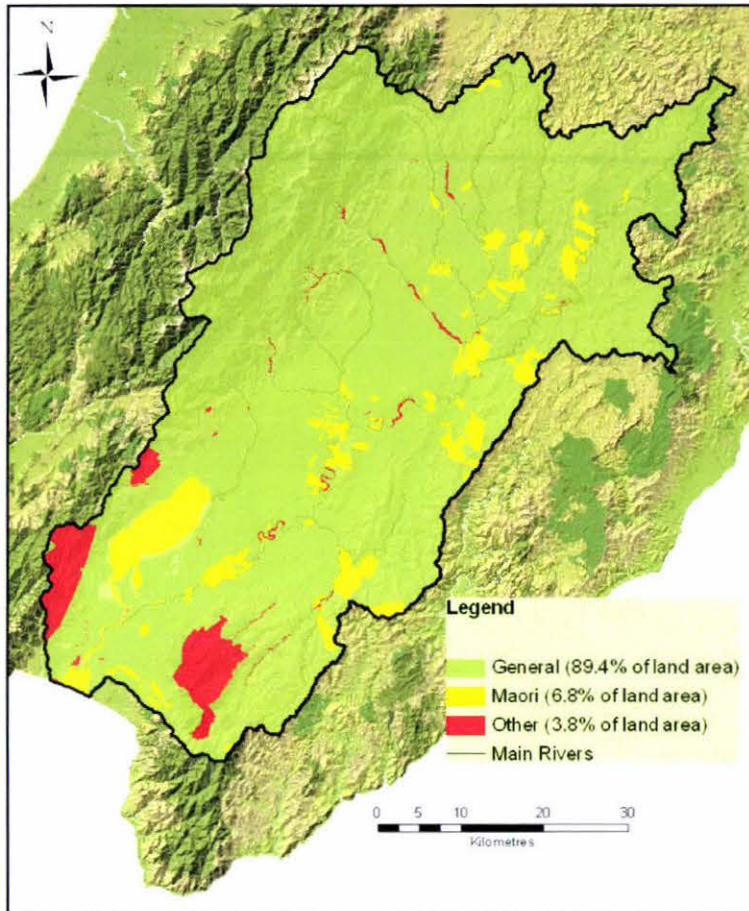 N
Legend
General (89.4% of land area)
Maori (6.8% of land area)
Other (3.8% of land area)
Main Rivers
0 5 10 20 30
Kilometres